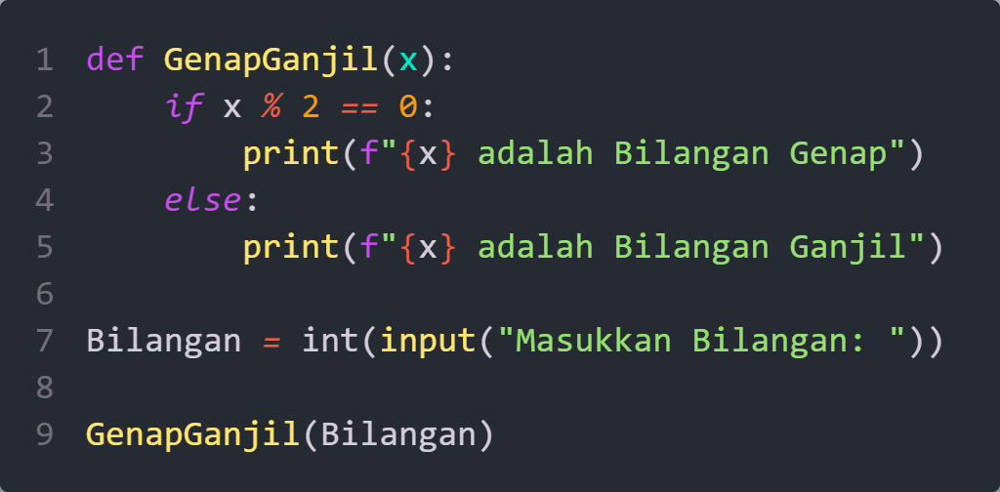 1 def GenapGanjil(x):
2     if x % 2 == 0:
3         print(f"{x} adalah Bilangan Genap")
4     else:
5         print(f"{x} adalah Bilangan Ganjil")
6
7 Bilangan = int(input("Masukkan Bilangan: "))
8
9 GenapGanjil(Bilangan)